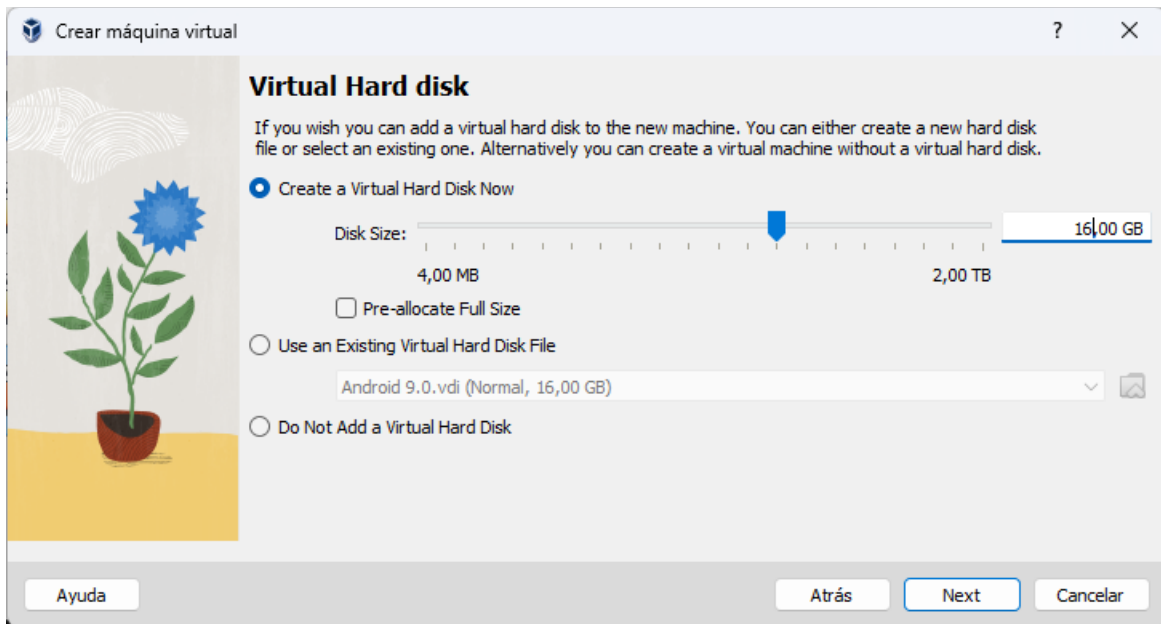 Crear máquina virtual
?
Virtual Hard disk
If you wish you can add a virtual hard disk to the new machine. You can either create a new hard disk
file or select an existing one. Alternatively you can create a virtual machine without a virtual hard disk.
Create a Virtual Hard Disk Now
Disk Size:
16,00 GB
4,00 MB
2,00 TB
Pre-allocate Full Size
Use an Existing Virtual Hard Disk File
Android 9.0.vdi (Normal, 16,00 GB)
Do Not Add a Virtual Hard Disk
Ayuda
Atrás
Next
Cancelar